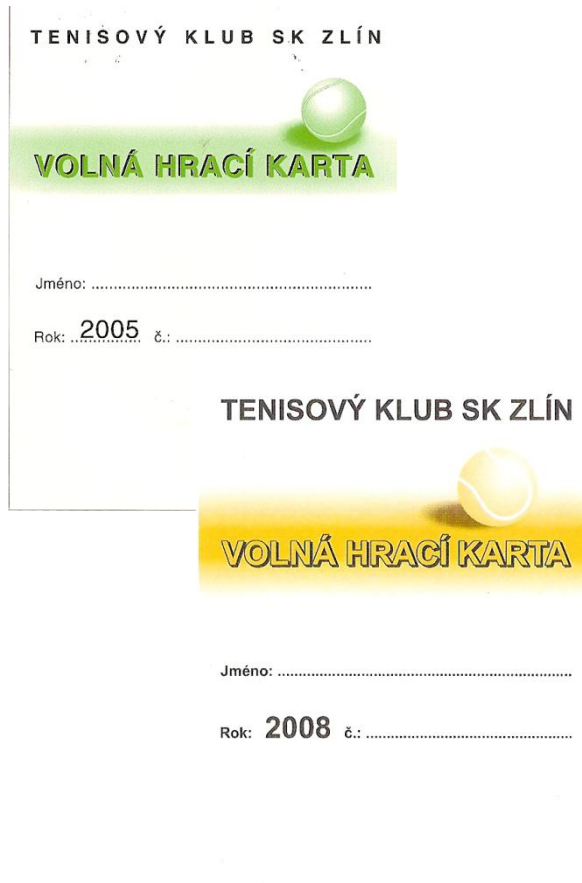 TENISOVÝ KLUB SK ZLÍN
VOLNÁ HRACÍ KARTA
Jméno: ................................................................
Rok: 2005 č.: ..............................................
TENISOVÝ KLUB SK ZLÍN
VOLNÁ HRACÍ KARTA
Jméno: ......................................................................
Rok: 2008 č.: .................................................